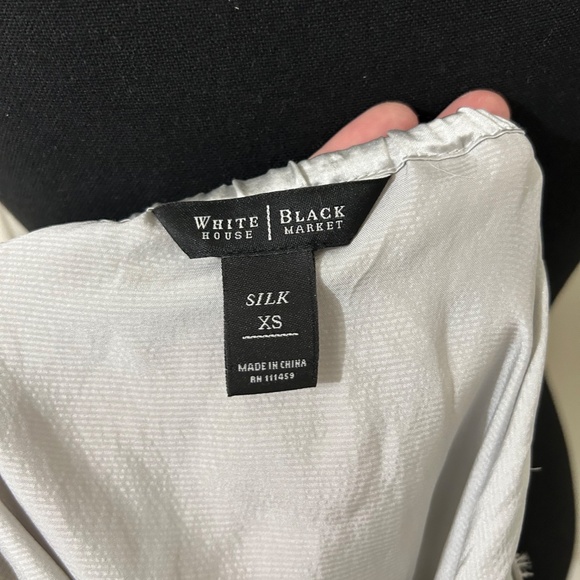 WHITE | BLACK
HOUSE | MARKET
SILK
XS
MADE IN CHINA
RN 111459